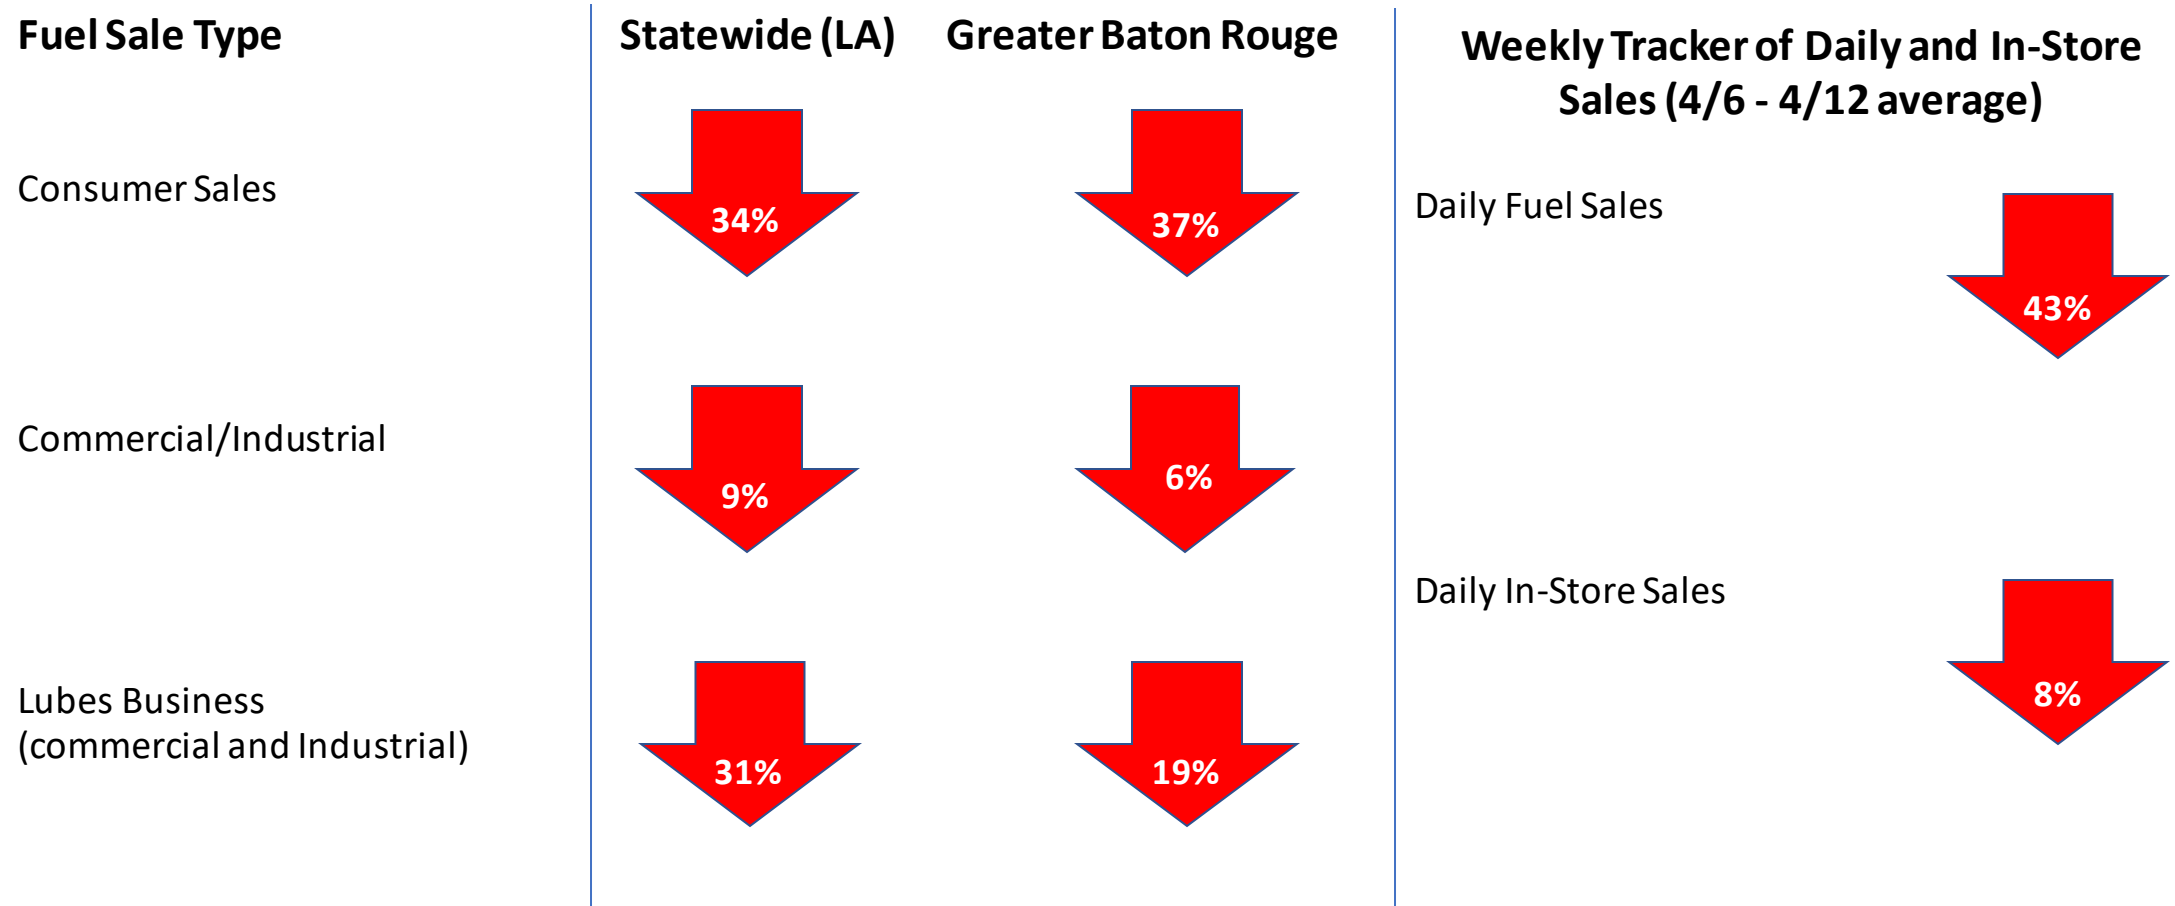 Fuel Sale Type
Statewide (LA)
Greater Baton Rouge
Consumer Sales
34%
37%
Commercial/Industrial
9%
6%
Lubes Business
(commercial and Industrial)
31%
19%
Weekly Tracker of Daily and In-Store
Sales (4/6 - 4/12 average)
Daily Fuel Sales
43%
Daily In-Store Sales
8%